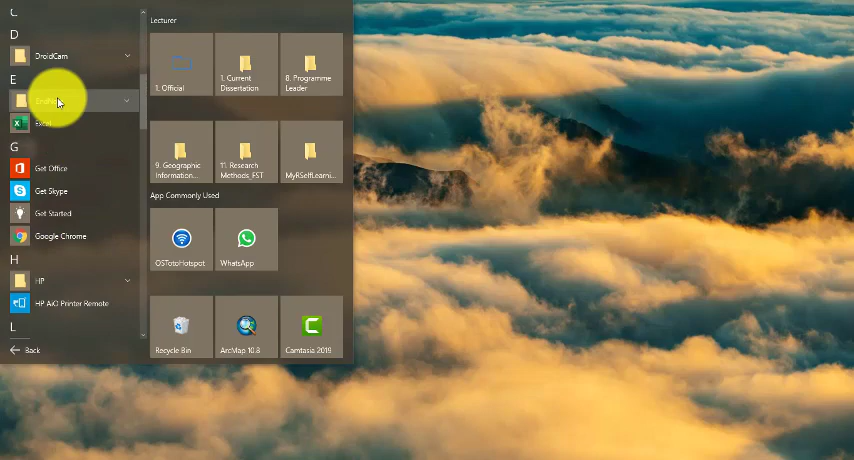 D
DroidCam
E
Excel
G
Get Office
Get Skype
Get Started
Google Chrome
H
HP
HP AiO Printer Remote
L
Back
Lecturer
1. Official
1. Current
Dissertation
8. Programme
Leader
9. Geographic
Information...
11. Research
Methods_FST
MyRSelfLearni...
App Commonly Used
OSTotoHotspot
WhatsApp
Recycle Bin
ArcMap 10.8
Camtasia 2019